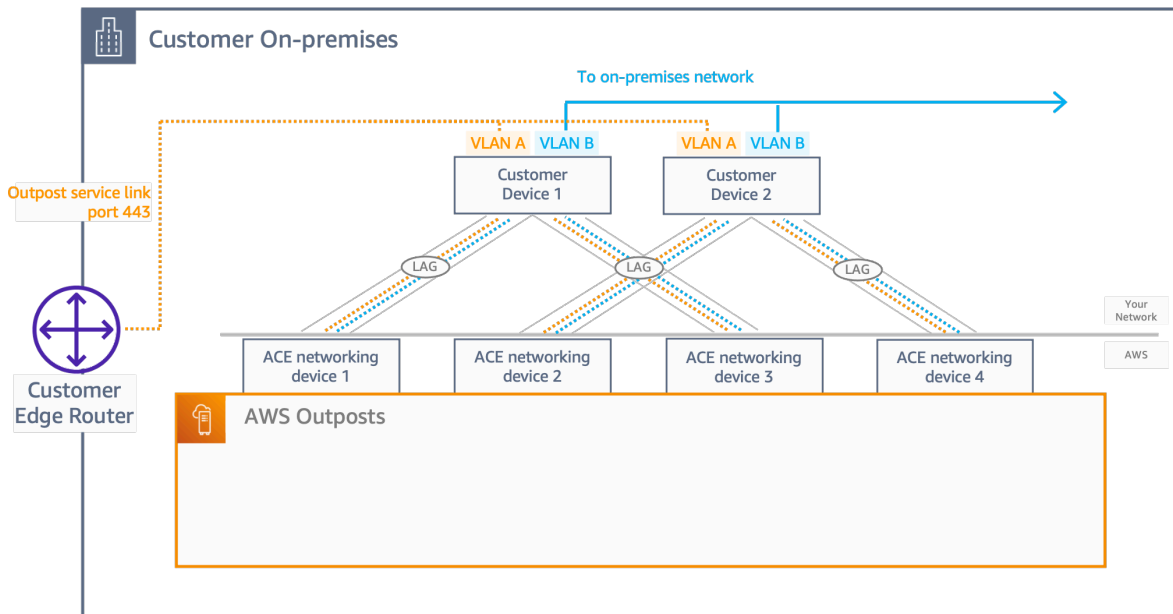 Customer On-premises
To on-premises network
VLAN A
VLAN B
VLAN A
VLAN B
Customer
Device 1
Customer
Device 2
Outpost service link
port 443
LAG
LAG
LAG
Your
Network
AWS
Customer
Edge Router
ACE networking
device 1
ACE networking
device 2
ACE networking
device 3
ACE networking
device 4
AWS Outposts